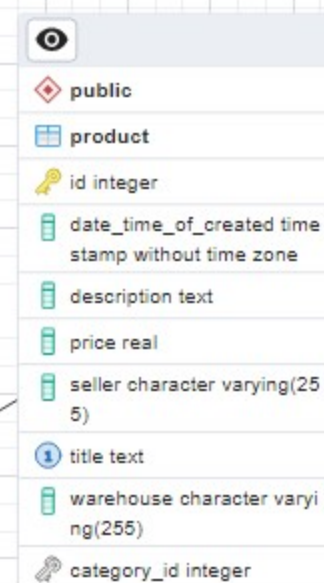 public
product
id integer
date_time_of_created time
stamp without time zone
description text
price real
seller character varying(25
5)
1 title text
warehouse character varyi
ng(255)
category_id integer